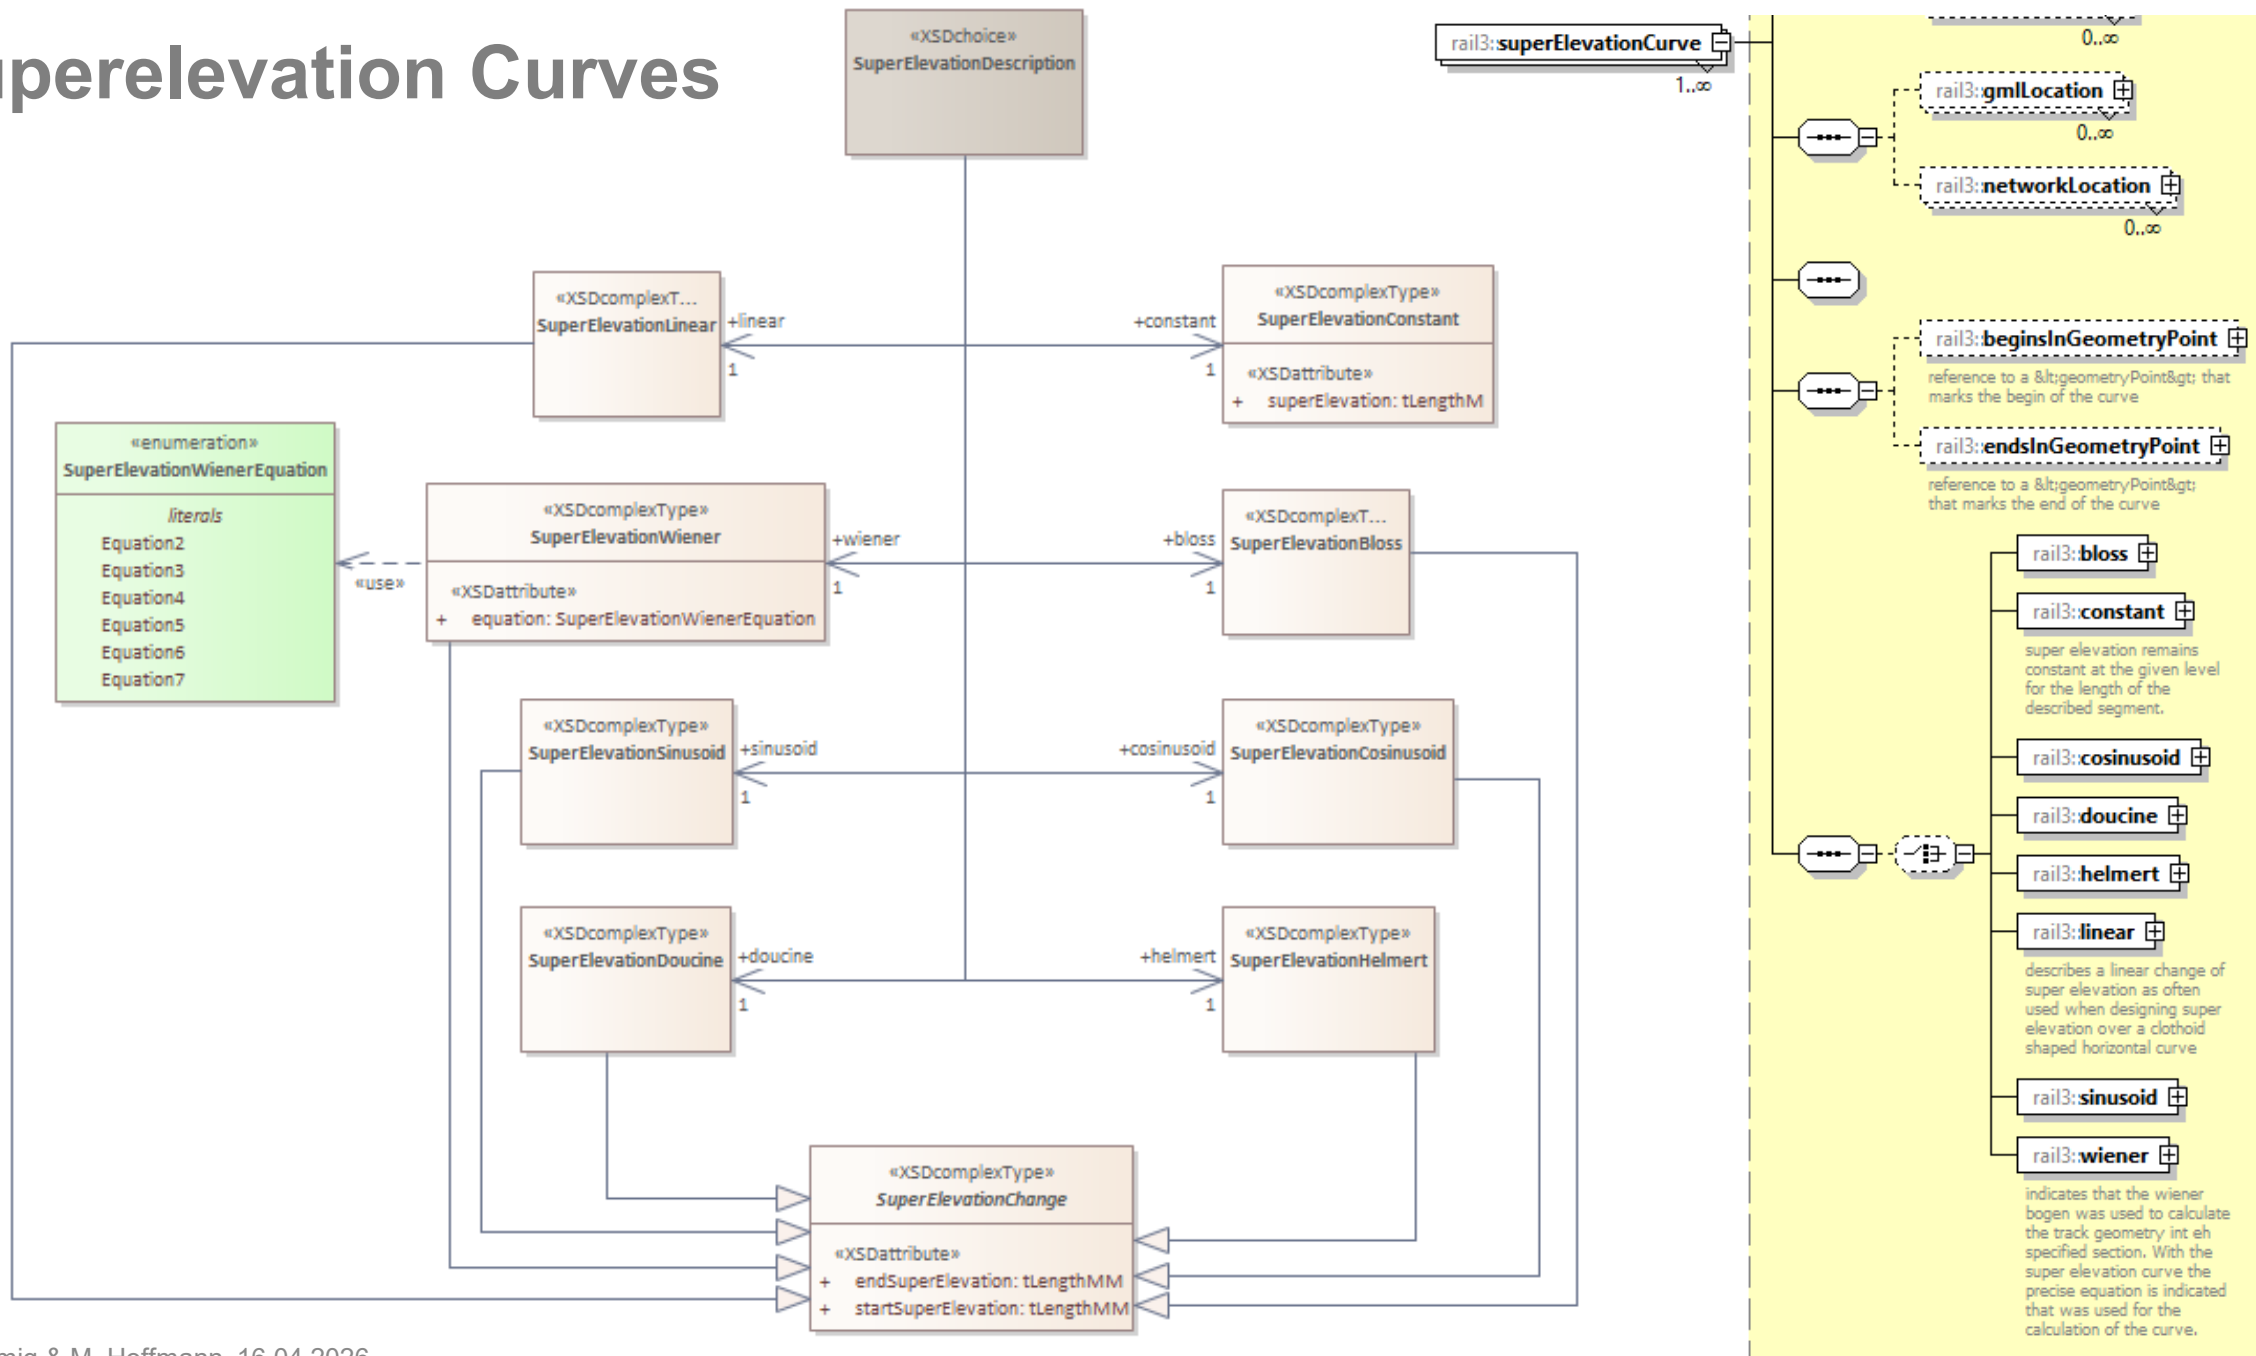 uperelevation Curves
«XSDchoice»
SuperElevationDescription
«XSDcomplexT...
SuperElevationLinear
+linear
1
+constant
1
«XSDcomplexType»
SuperElevationConstant
«XSDattribute»
+ superElevation: tLengthM
«enumeration»
SuperElevationWienerEquation
literals
Equation2
Equation3
Equation4
Equation5
Equation6
Equation7
«use»
«XSDcomplexType»
SuperElevationWiener
«XSDattribute»
+ equation: SuperElevationWienerEquation
+wiener
1
+bloss
1
«XSDcomplexT...
SuperElevationBloss
«XSDcomplexType»
SuperElevationSinusoid
+sinusoid
1
+cosinusoid
1
«XSDcomplexType»
SuperElevationCosinusoid
«XSDcomplexType»
SuperElevationDoucine
+doucine
1
+helmert
1
«XSDcomplexType»
SuperElevationHelmert
«XSDcomplexType»
SuperElevationChange
«XSDattribute»
+ endSuperElevation: tLengthMM
+ startSuperElevation: tLengthMM
rail3::superElevationCurve
1..∞
0..∞
rail3::gmlLocation
0..∞
rail3::networkLocation
0..∞
rail3::beginsInGeometryPoint
reference to a &lt;geometryPoint&gt; that
marks the begin of the curve
rail3::endsInGeometryPoint
reference to a &lt;geometryPoint&gt;
that marks the end of the curve
rail3::bloss
rail3::constant
super elevation remains
constant at the given level
for the length of the
described segment.
rail3::cosinusoid
rail3::doucine
rail3::helmert
rail3::linear
describes a linear change of
super elevation as often
used when designing super
elevation over a clothoid
shaped horizontal curve
rail3::sinusoid
rail3::wiener
indicates that the wiener
bogen was used to calculate
the track geometry int eh
specified section. With the
super elevation curve the
precise equation is indicated
that was used for the
calculation of the curve.
mig & M. Hoffmann, 16.04.2026